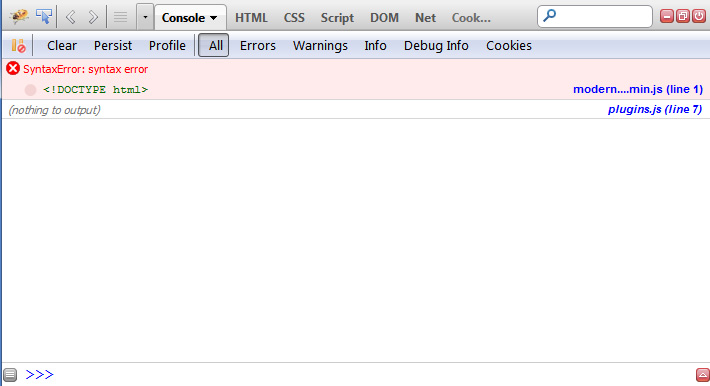 Console HTML CSS Script DOM Net Cook...
Clear Persist Profile All Errors Warnings Info Debug Info Cookies
SyntaxError: syntax error
<!DOCTYPE html> modern....min.js (line 1)
(nothing to output) plugins.js (line 7)
>>>